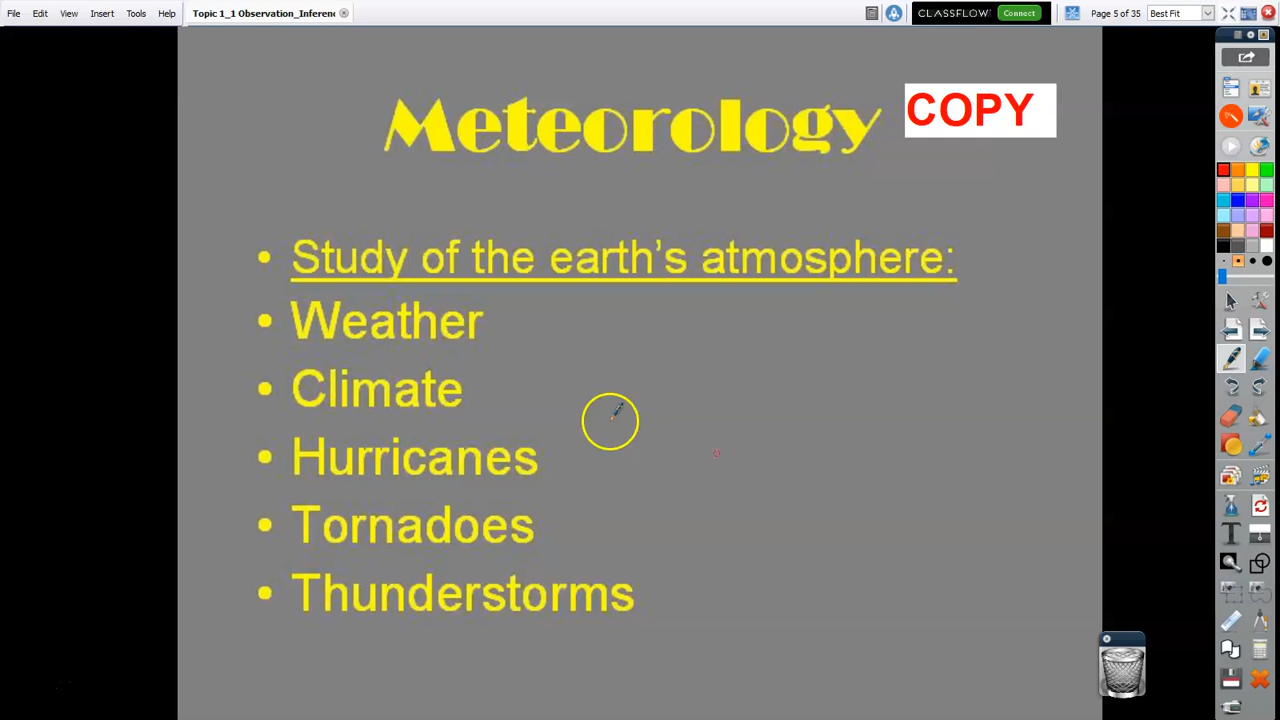 File Edit View Insert Tools Help Topic 1_1 Observation_Inferenc CLASSFLOW Connect Page 5 of 35 Best Fit
Meteorology
COPY
• Study of the earth's atmosphere:
• Weather
• Climate
• Hurricanes
• Tornadoes
• Thunderstorms